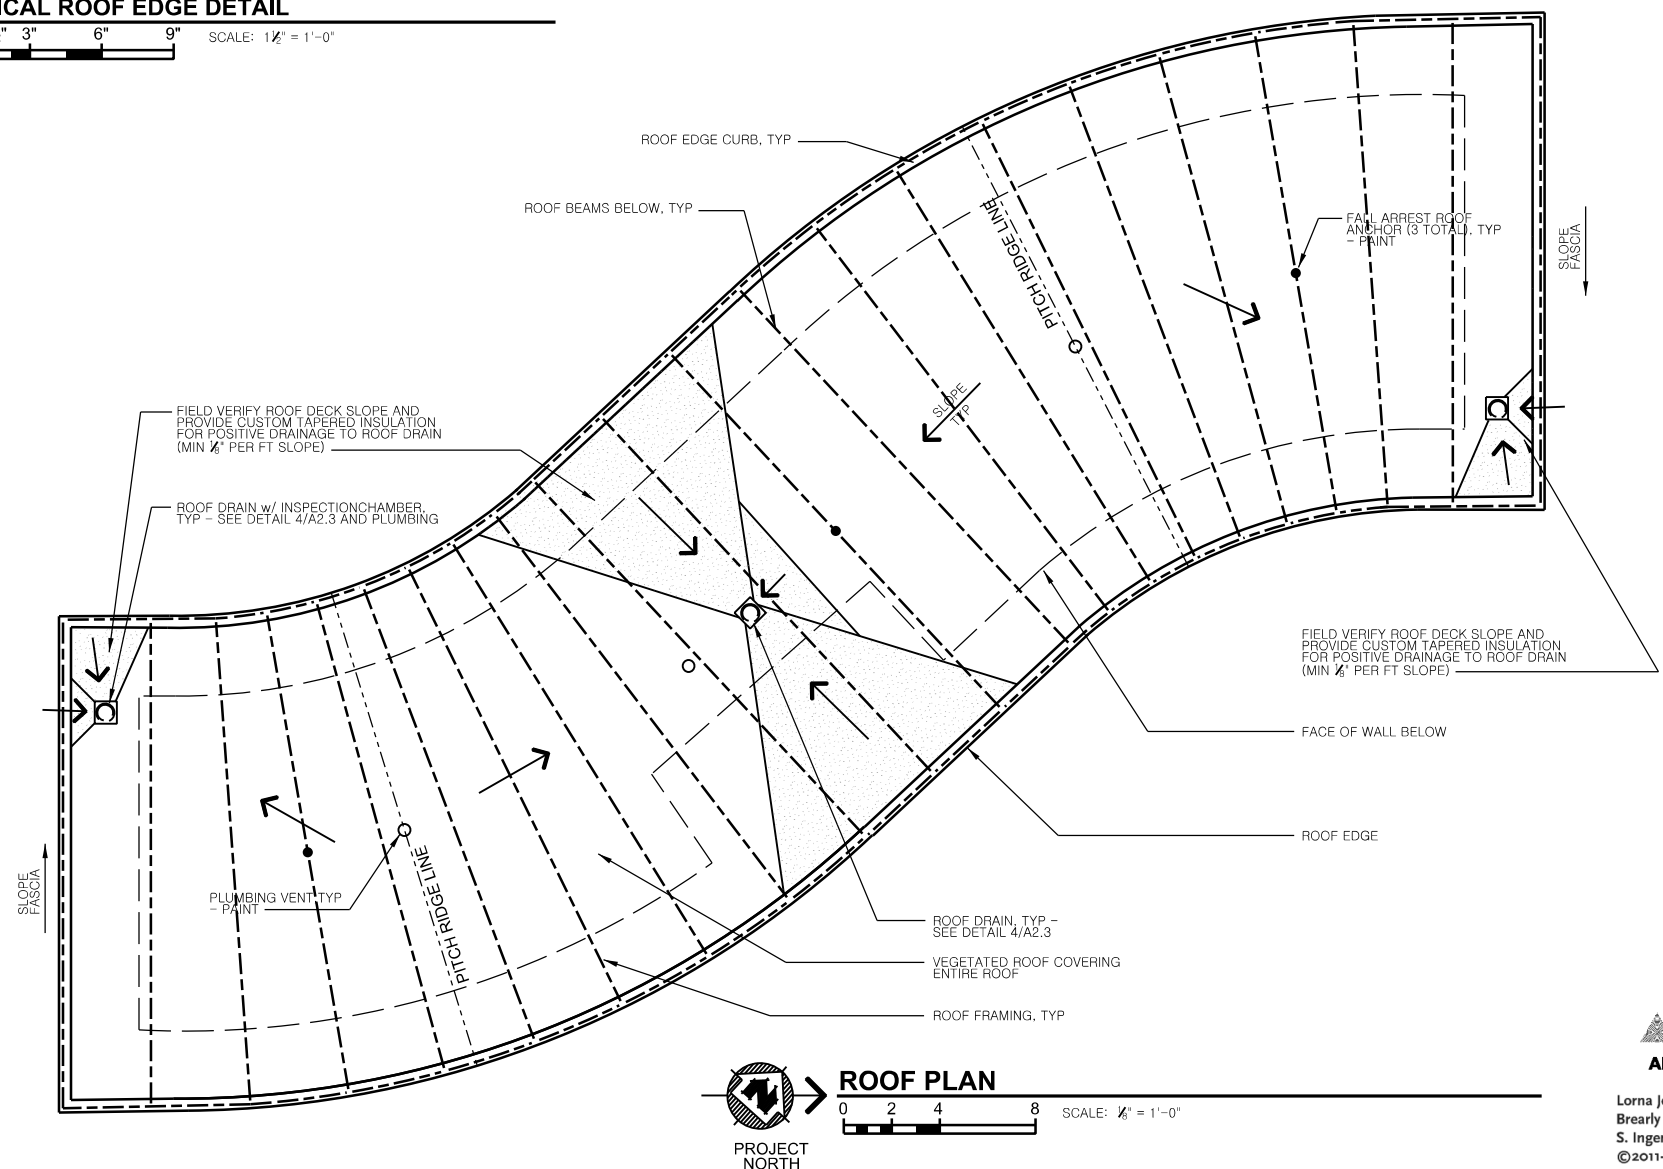 ICAL ROOF EDGE DETAIL
3" 6" 9"
SCALE: 1½" = 1'-0"
ROOF EDGE CURB, TYP
ROOF BEAMS BELOW, TYP
PITCH RIDGE LINE
FALL ARREST ROOF
ANCHOR (3 TOTAL), TYP
- PAINT
SLOPE
FASCIA
SLOPE
TYP
FIELD VERIFY ROOF DECK SLOPE AND
PROVIDE CUSTOM TAPERED INSULATION
FOR POSITIVE DRAINAGE TO ROOF DRAIN
(MIN ⅛" PER FT SLOPE)
ROOF DRAIN w/ INSPECTIONCHAMBER,
TYP - SEE DETAIL 4/A2.3 AND PLUMBING
FIELD VERIFY ROOF DECK SLOPE AND
PROVIDE CUSTOM TAPERED INSULATION
FOR POSITIVE DRAINAGE TO ROOF DRAIN
(MIN ⅛" PER FT SLOPE)
FACE OF WALL BELOW
ROOF EDGE
SLOPE
FASCIA
PLUMBING VENT TYP
- PAINT
PITCH RIDGE LINE
ROOF DRAIN, TYP -
SEE DETAIL 4/A2.3
VEGETATED ROOF COVERING
ENTIRE ROOF
ROOF FRAMING, TYP
N
PROJECT
NORTH
ROOF PLAN
0 2 4 8
SCALE: ⅛" = 1'-0"
Lorna J
Brearly
S. Inger
©2011-